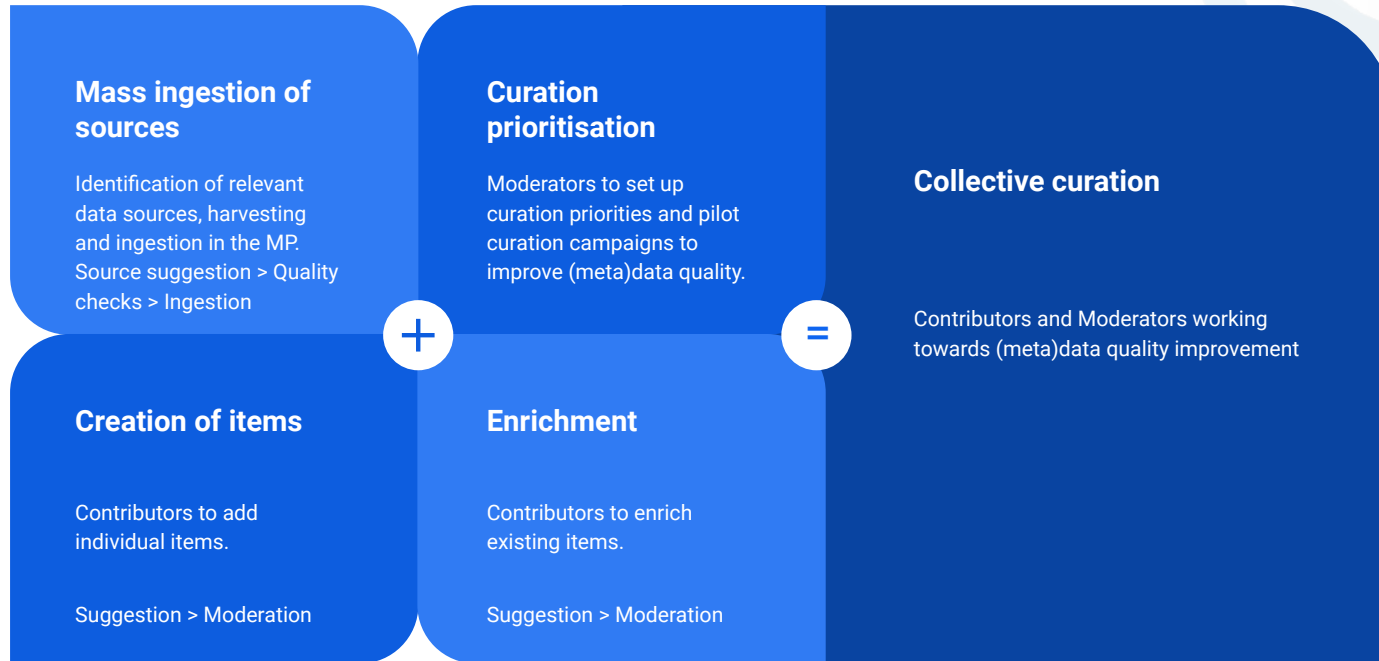 Mass ingestion of
sources
Identification of relevant
data sources, harvesting
and ingestion in the MP.
Source suggestion > Quality
checks > Ingestion
Curation
prioritisation
Moderators to set up
curation priorities and pilot
curation campaigns to
improve (meta)data quality.
+
Creation of items
Contributors to add
individual items.
Suggestion > Moderation
Enrichment
Contributors to enrich
existing items.
Suggestion > Moderation
=
Collective curation
Contributors and Moderators working
towards (meta)data quality improvement